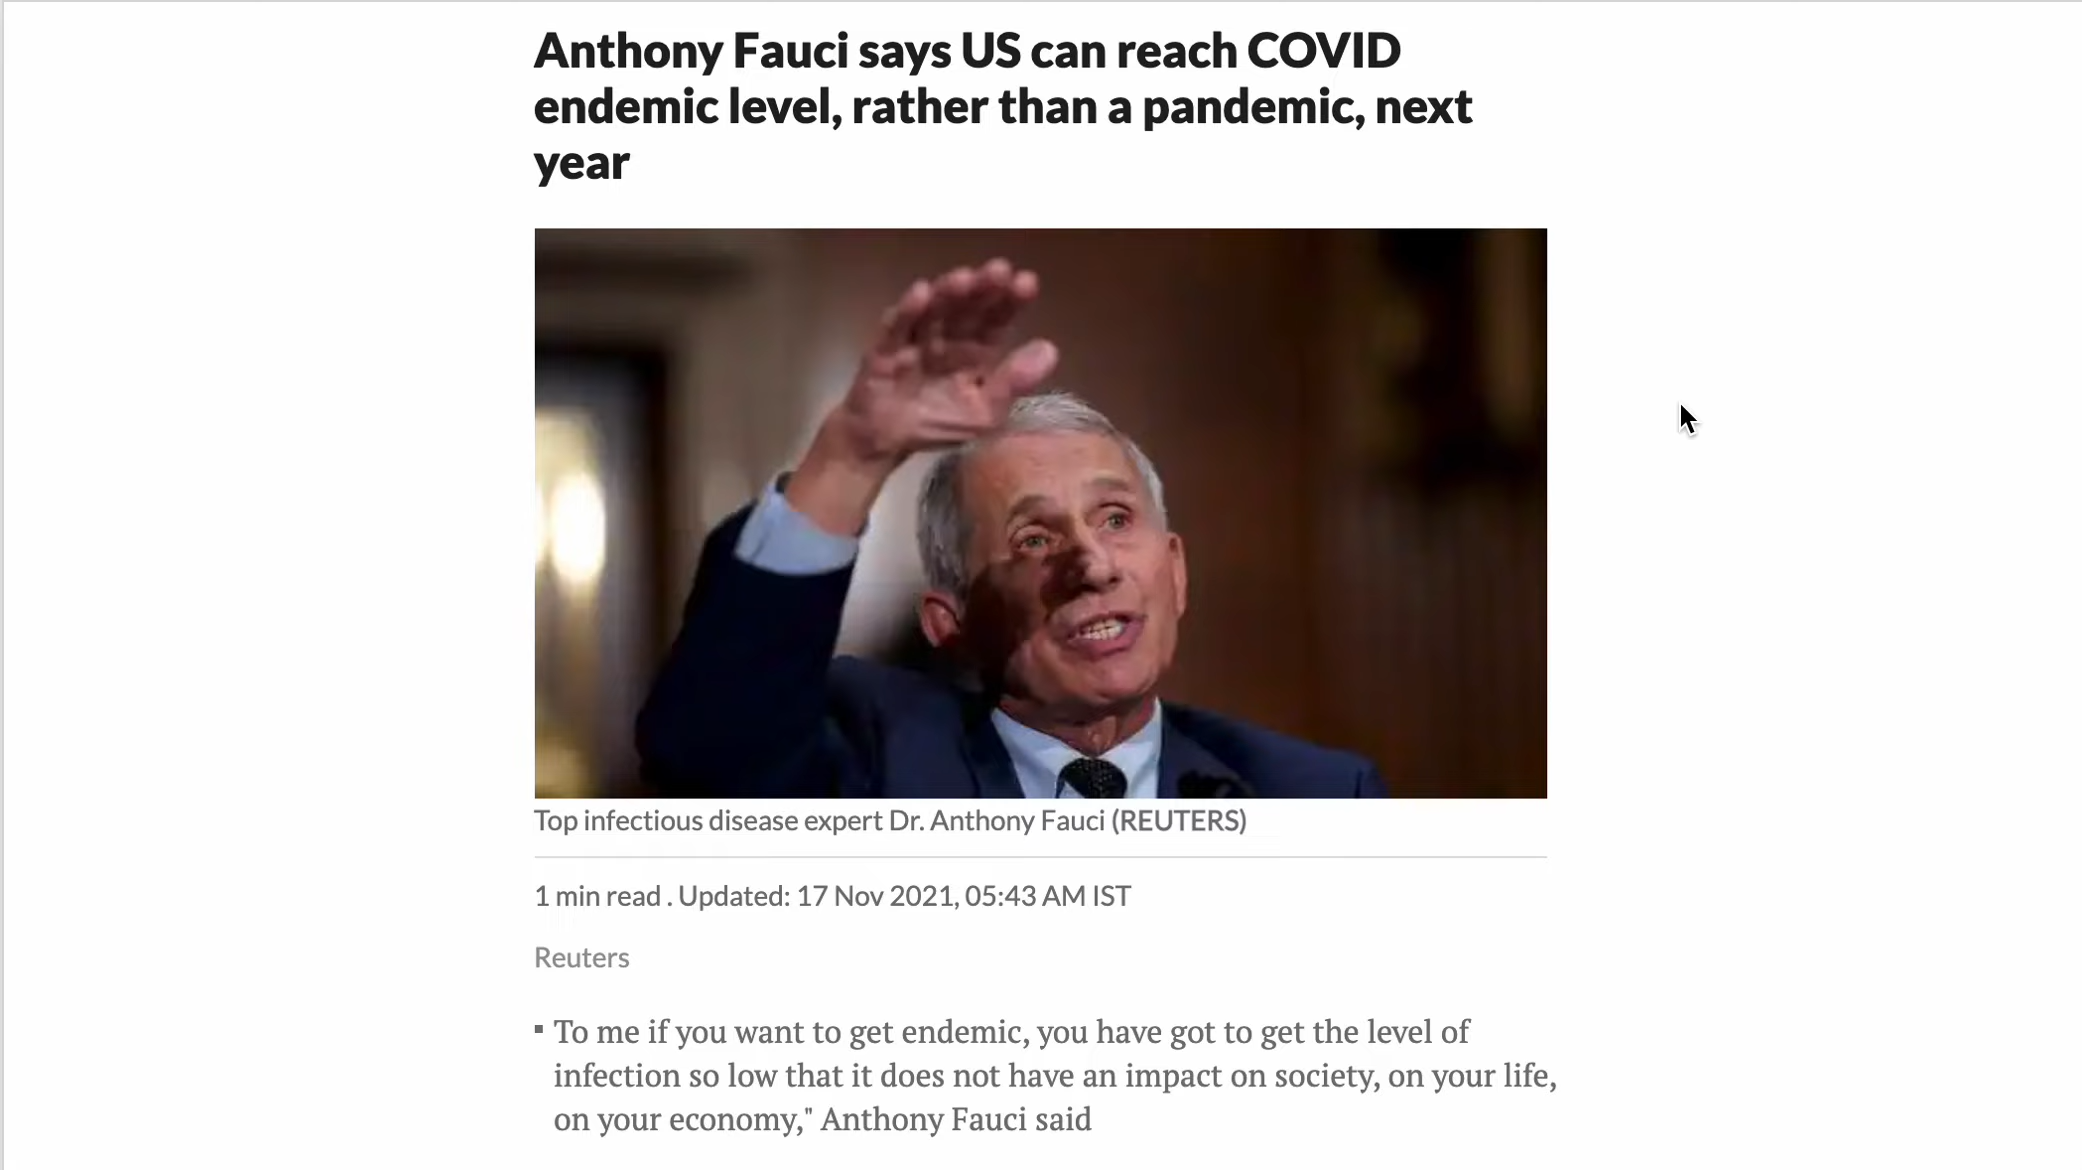 Anthony Fauci says US can reach COVID
endemic level, rather than a pandemic, next
year
Top infectious disease expert Dr. Anthony Fauci (REUTERS)
1 min read . Updated: 17 Nov 2021, 05:43 AM IST
Reuters
▪ To me if you want to get endemic, you have got to get the level of
infection so low that it does not have an impact on society, on your life,
on your economy," Anthony Fauci said